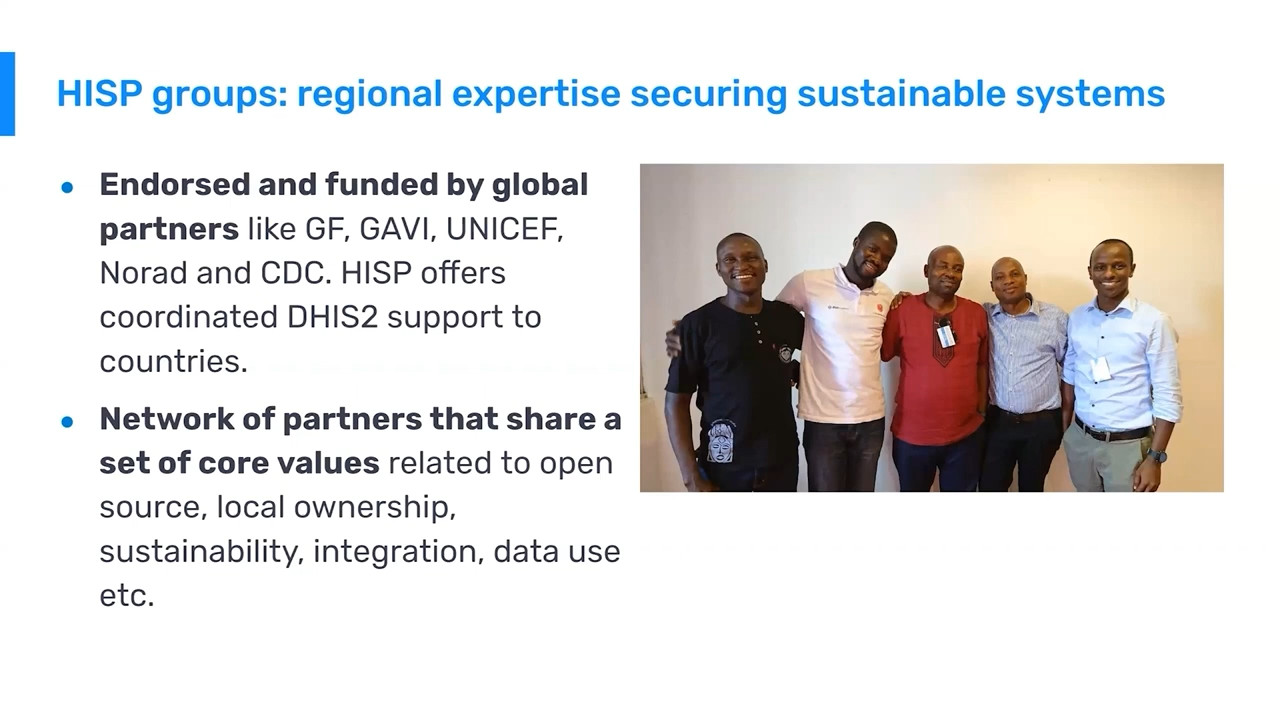 HISP groups: regional expertise securing sustainable systems
● Endorsed and funded by global
partners like GF, GAVI, UNICEF,
Norad and CDC. HISP offers
coordinated DHIS2 support to
countries.
● Network of partners that share a
set of core values related to open
source, local ownership,
sustainability, integration, data use
etc.